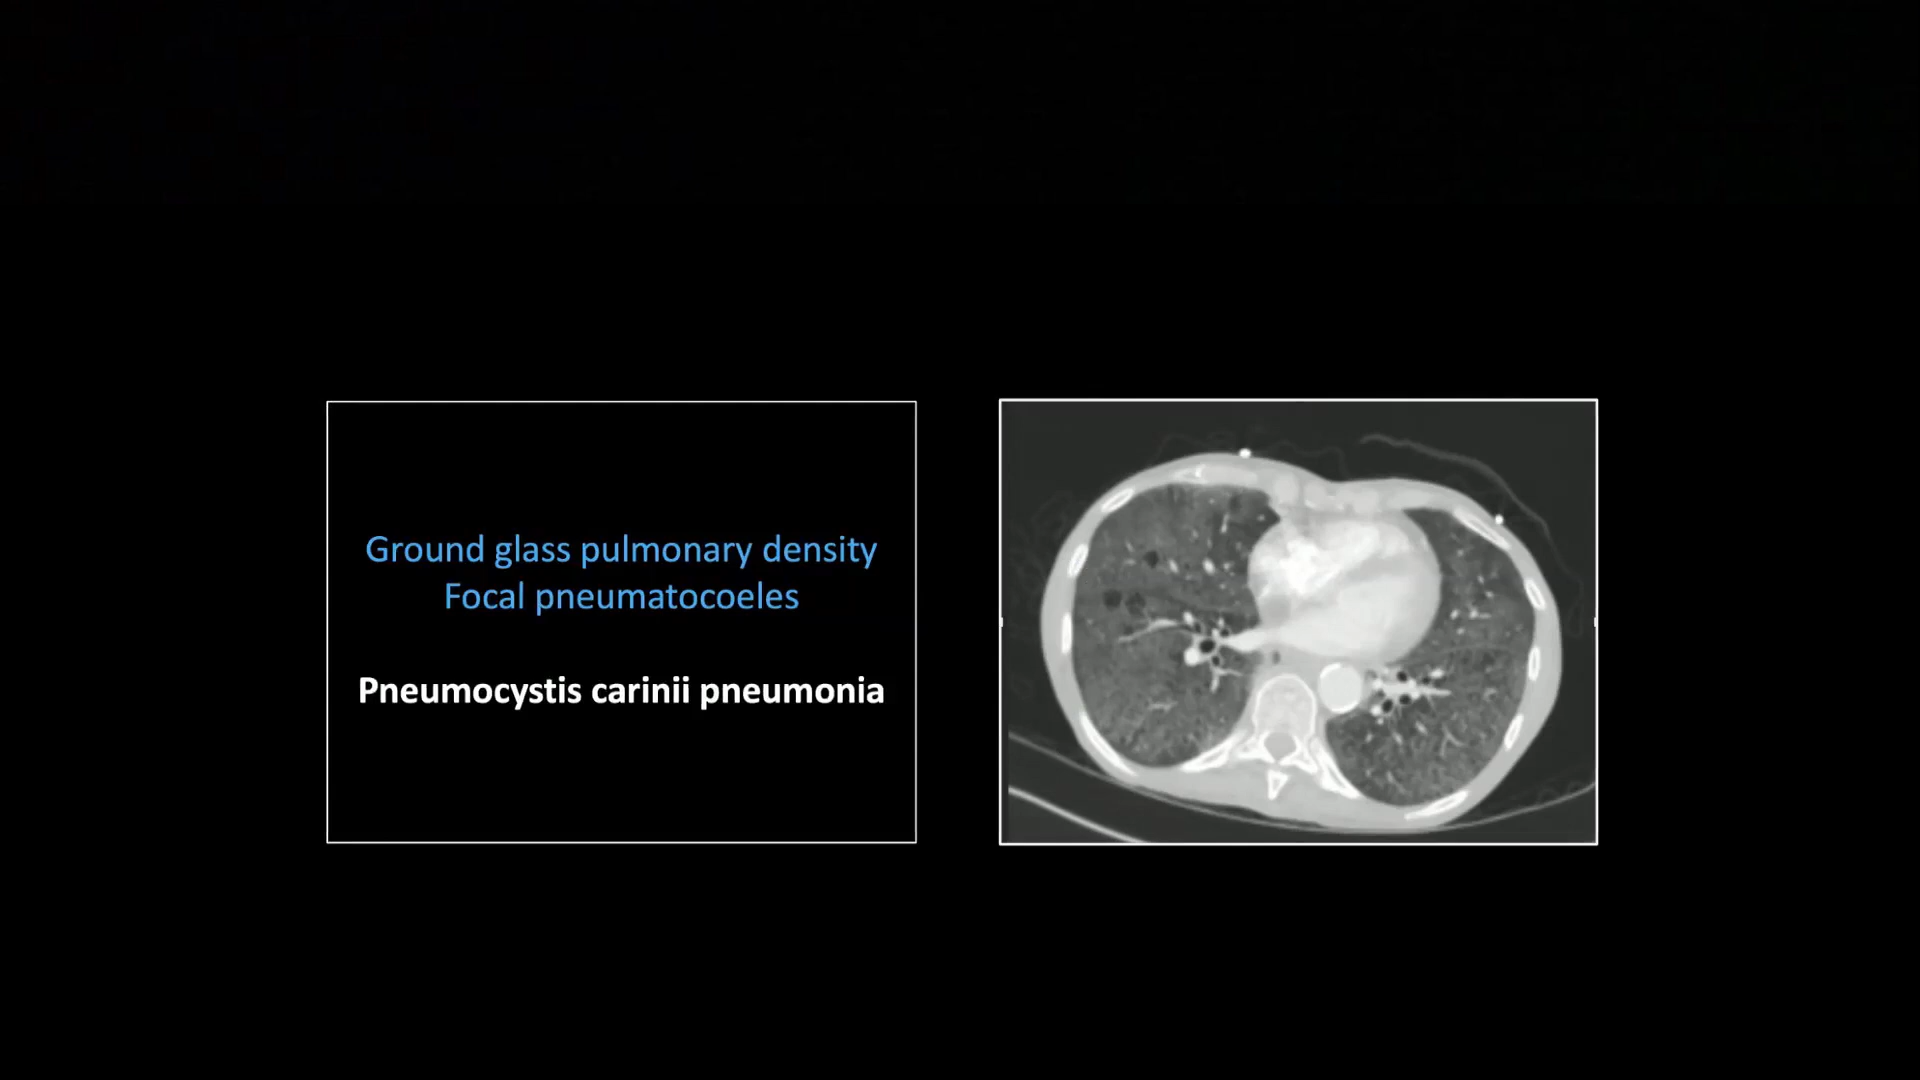 Ground glass pulmonary density
Focal pneumatocoeles
Pneumocystis carinii pneumonia